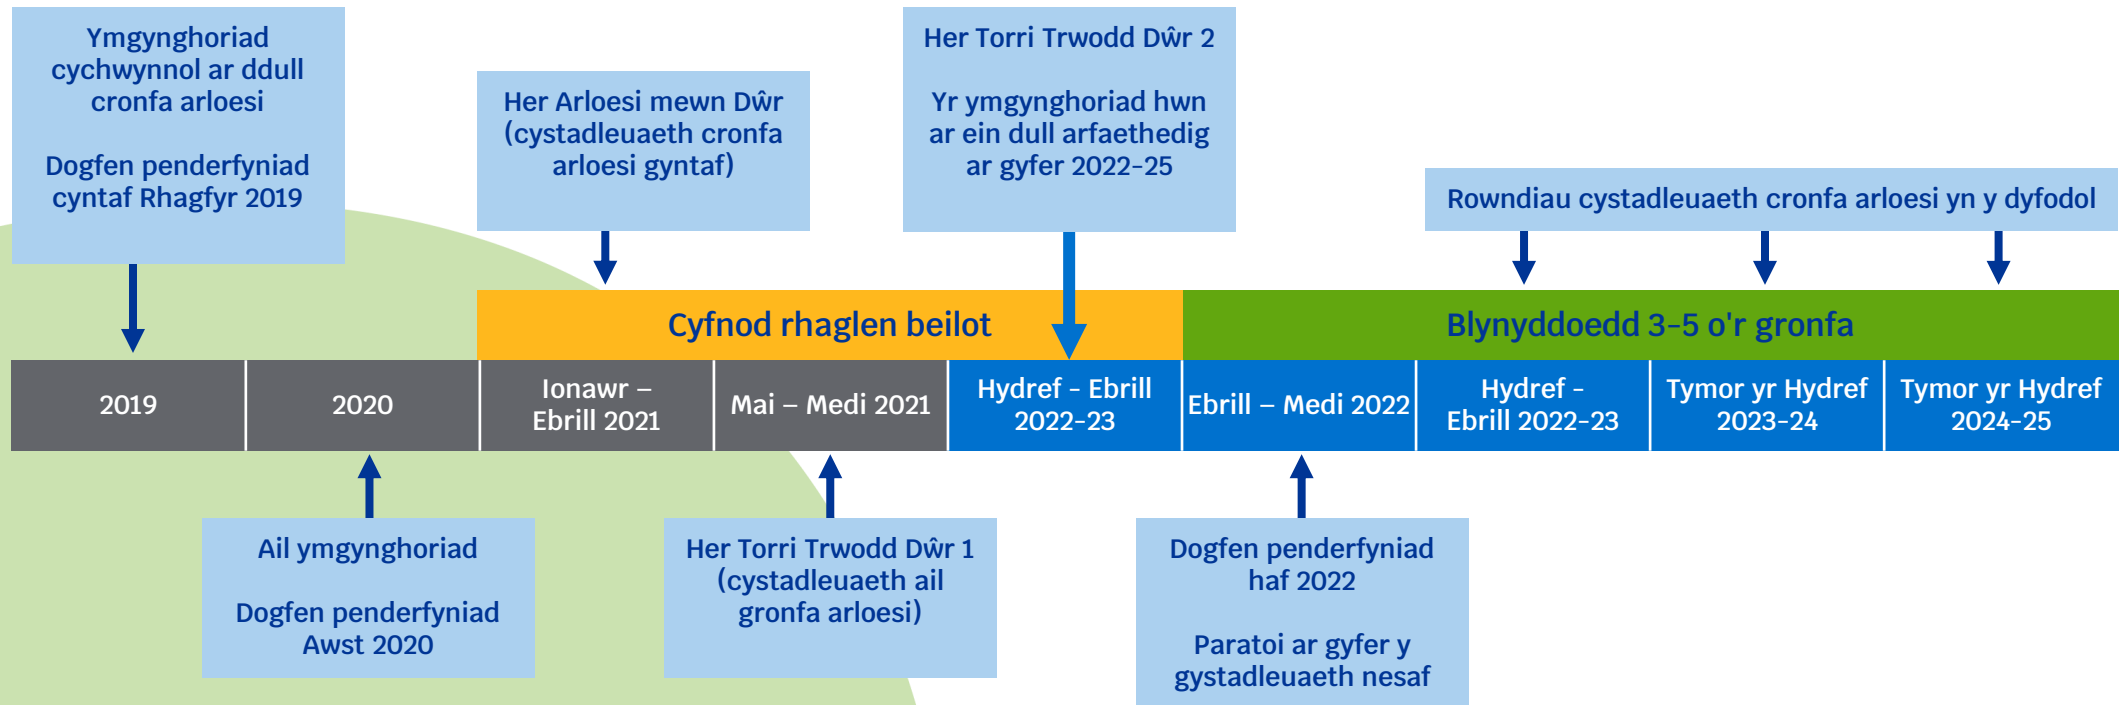 Ymgynghoriad
cychwynnol ar ddull
cronfa arloesi
Dogfen penderfyniad
cyntaf Rhagfyr 2019
Her Arloesi mewn Dŵr
(cystadleuaeth cronfa
arloesi gyntaf)
Her Torri Trwodd Dŵr 2
Yr ymgynghoriad hwn
ar ein dull arfaethedig
ar gyfer 2022-25
Rowndiau cystadleuaeth cronfa arloesi yn y dyfodol
Cyfnod rhaglen beilot
Blynyddoedd 3-5 o'r gronfa
2019
2020
Ionawr –
Ebrill 2021
Mai – Medi 2021
Hydref - Ebrill
2022-23
Ebrill – Medi 2022
Hydref -
Ebrill 2022-23
Tymor yr Hydref
2023-24
Tymor yr Hydref
2024-25
Ail ymgynghoriad
Dogfen penderfyniad
Awst 2020
Her Torri Trwodd Dŵr 1
(cystadleuaeth ail
gronfa arloesi)
Dogfen penderfyniad
haf 2022
Paratoi ar gyfer y
gystadleuaeth nesaf